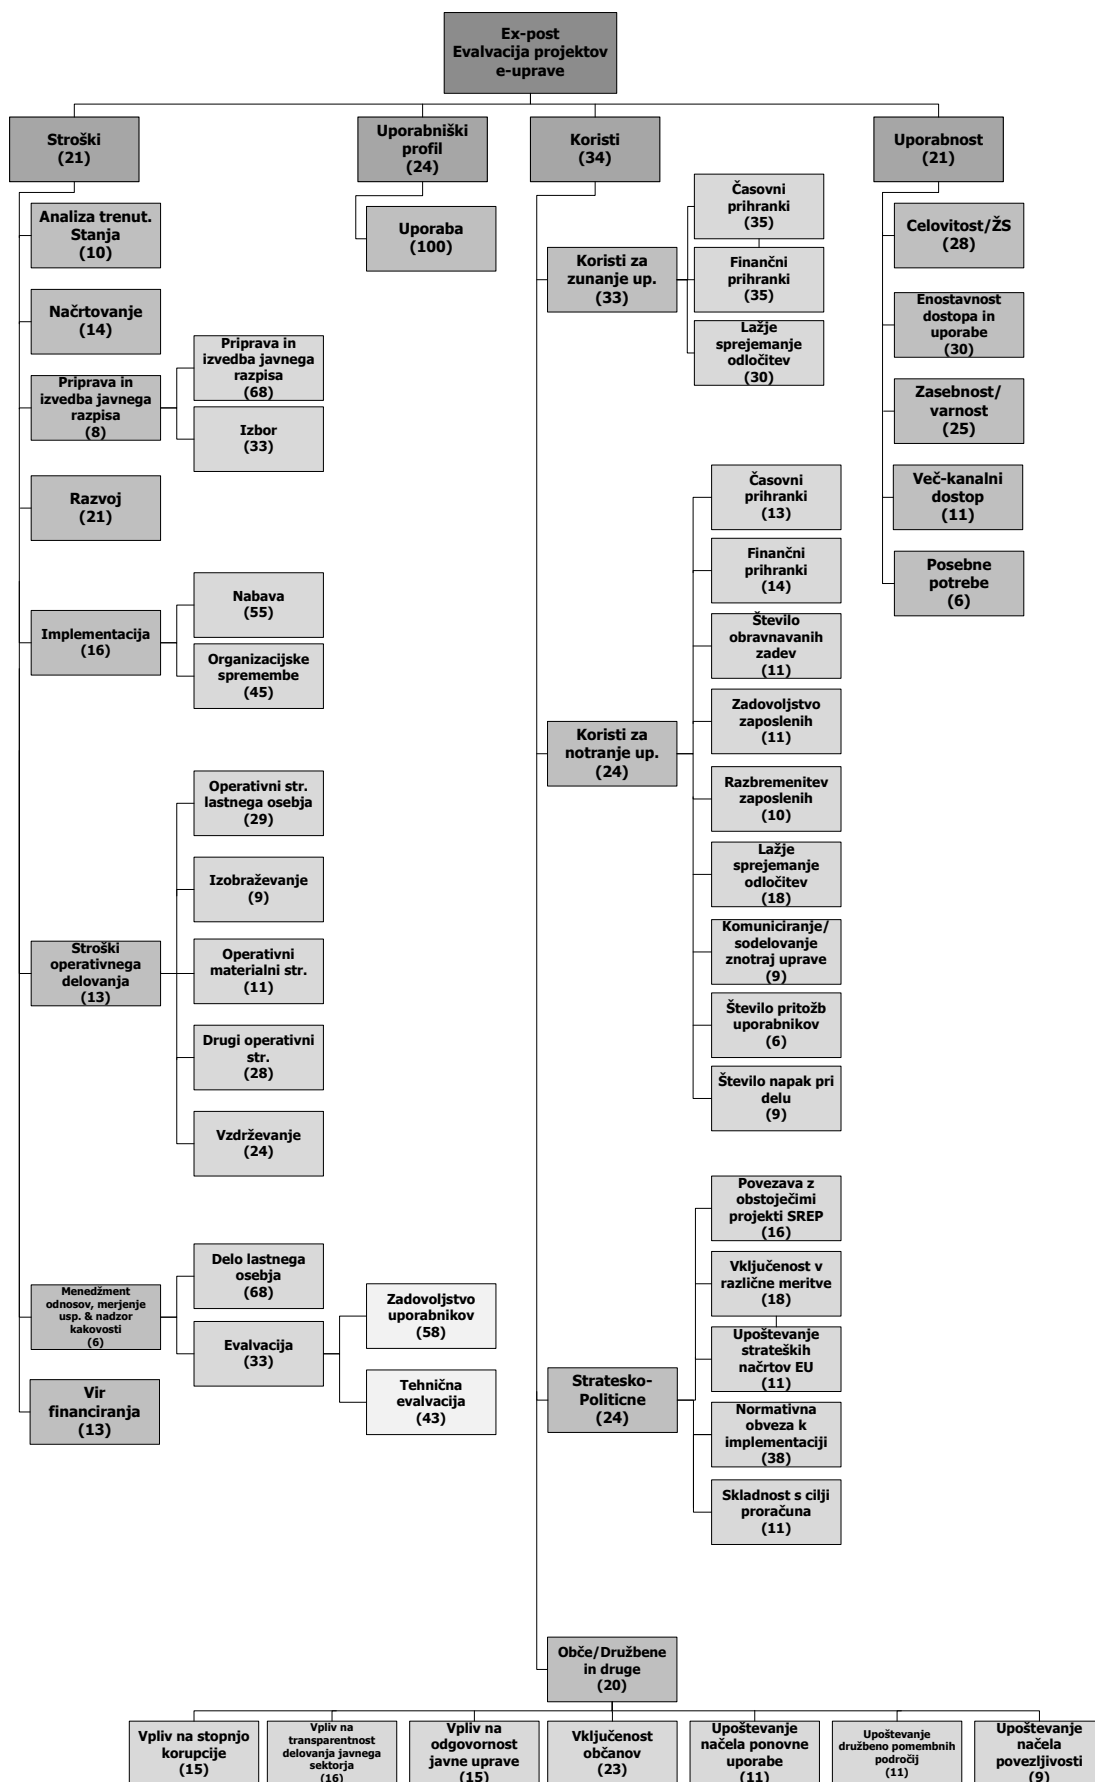 Ex-post
Evalvacija projektov
e-uprave
Stroški
(21)
Uporabniški
profil
(24)
Koristi
(34)
Uporabnost
(21)
Analiza trenut.
Stanja
(10)
Načrtovanje
(14)
Priprava in
izvedba javnega
razpisa
(8)
Priprava in
izvedba javnega
razpisa
(68)
Izbor
(33)
Razvoj
(21)
Implementacija
(16)
Nabava
(55)
Organizacijske
spremembe
(45)
Stroški
operativnega
delovanja
(13)
Operativni str.
lastnega osebja
(29)
Izobraževanje
(9)
Operativni
materialni str.
(11)
Drugi operativni
str.
(28)
Vzdrževanje
(24)
Menedžment
odnosov, merjenje
usp. & nadzor
kakovosti
(6)
Delo lastnega
osebja
(68)
Evalvacija
(33)
Zadovoljstvo
uporabnikov
(58)
Tehnična
evalvacija
(43)
Vir
financiranja
(13)
Uporaba
(100)
Koristi za
zunanje up.
(33)
Časovni
prihranki
(35)
Finančni
prihranki
(35)
Lažje
sprejemanje
odločitev
(30)
Koristi za
notranje up.
(24)
Časovni
prihranki
(13)
Finančni
prihranki
(14)
Število
obravnavanih
zadev
(11)
Zadovoljstvo
zaposlenih
(11)
Razbremenitev
zaposlenih
(10)
Lažje
sprejemanje
odločitev
(18)
Komuniciranje/
sodelovanje
znotraj uprave
(9)
Število pritožb
uporabnikov
(6)
Število napak pri
delu
(9)
Stratesko-
Politicne
(24)
Povezava z
obstoječimi
projekti SREP
(16)
Vključenost v
različne meritve
(18)
Upoštevanje
strateških
načrtov EU
(11)
Normativna
obveza k
implementaciji
(38)
Skladnost s cilji
proračuna
(11)
Obče/Družbene
in druge
(20)
Vpliv na stopnjo
korupcije
(15)
Vpliv na
transparentnost
delovanja javnega
sektorja
(16)
Vpliv na
odgovornost
javne uprave
(15)
Vključenost
občanov
(23)
Upoštevanje
načela ponovne
uporabe
(11)
Upoštevanje
družbeno pomembnih
področij
(11)
Upoštevanje
načela
povezljivosti
(9)
Celovitost/ŽS
(28)
Enostavnost
dostopa in
uporabe
(30)
Zasebnost/
varnost
(25)
Več-kanalni
dostop
(11)
Posebne
potrebe
(6)